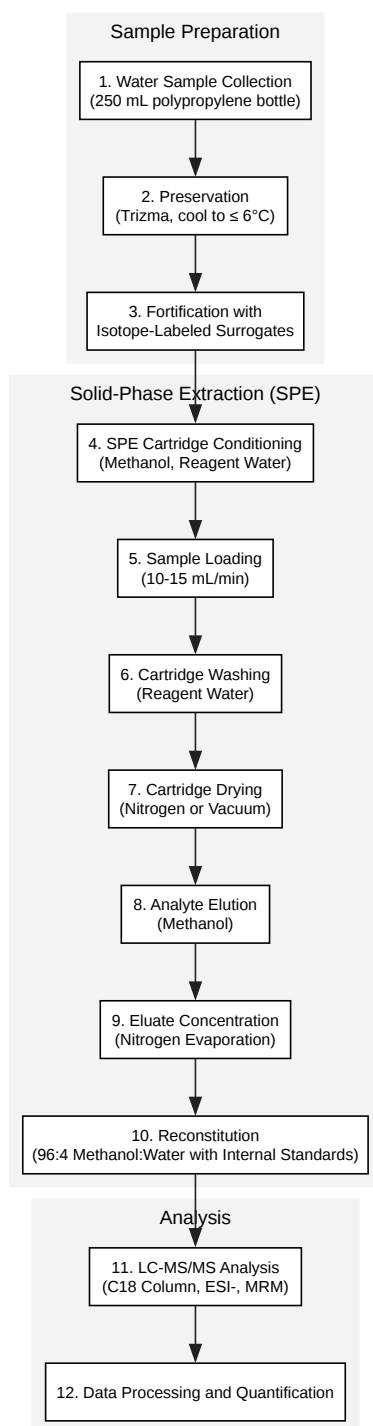 Sample Preparation
1. Water Sample Collection
(250 mL polypropylene bottle)
2. Preservation
(Trizma, cool to ≤ 6°C)
3. Fortification with
Isotope-Labeled Surrogates
Solid-Phase Extraction (SPE)
4. SPE Cartridge Conditioning
(Methanol, Reagent Water)
5. Sample Loading
(10-15 mL/min)
6. Cartridge Washing
(Reagent Water)
7. Cartridge Drying
(Nitrogen or Vacuum)
8. Analyte Elution
(Methanol)
9. Eluate Concentration
(Nitrogen Evaporation)
10. Reconstitution
(96:4 Methanol:Water with Internal Standards)
Analysis
11. LC-MS/MS Analysis
(C18 Column, ESI-, MRM)
12. Data Processing and Quantification